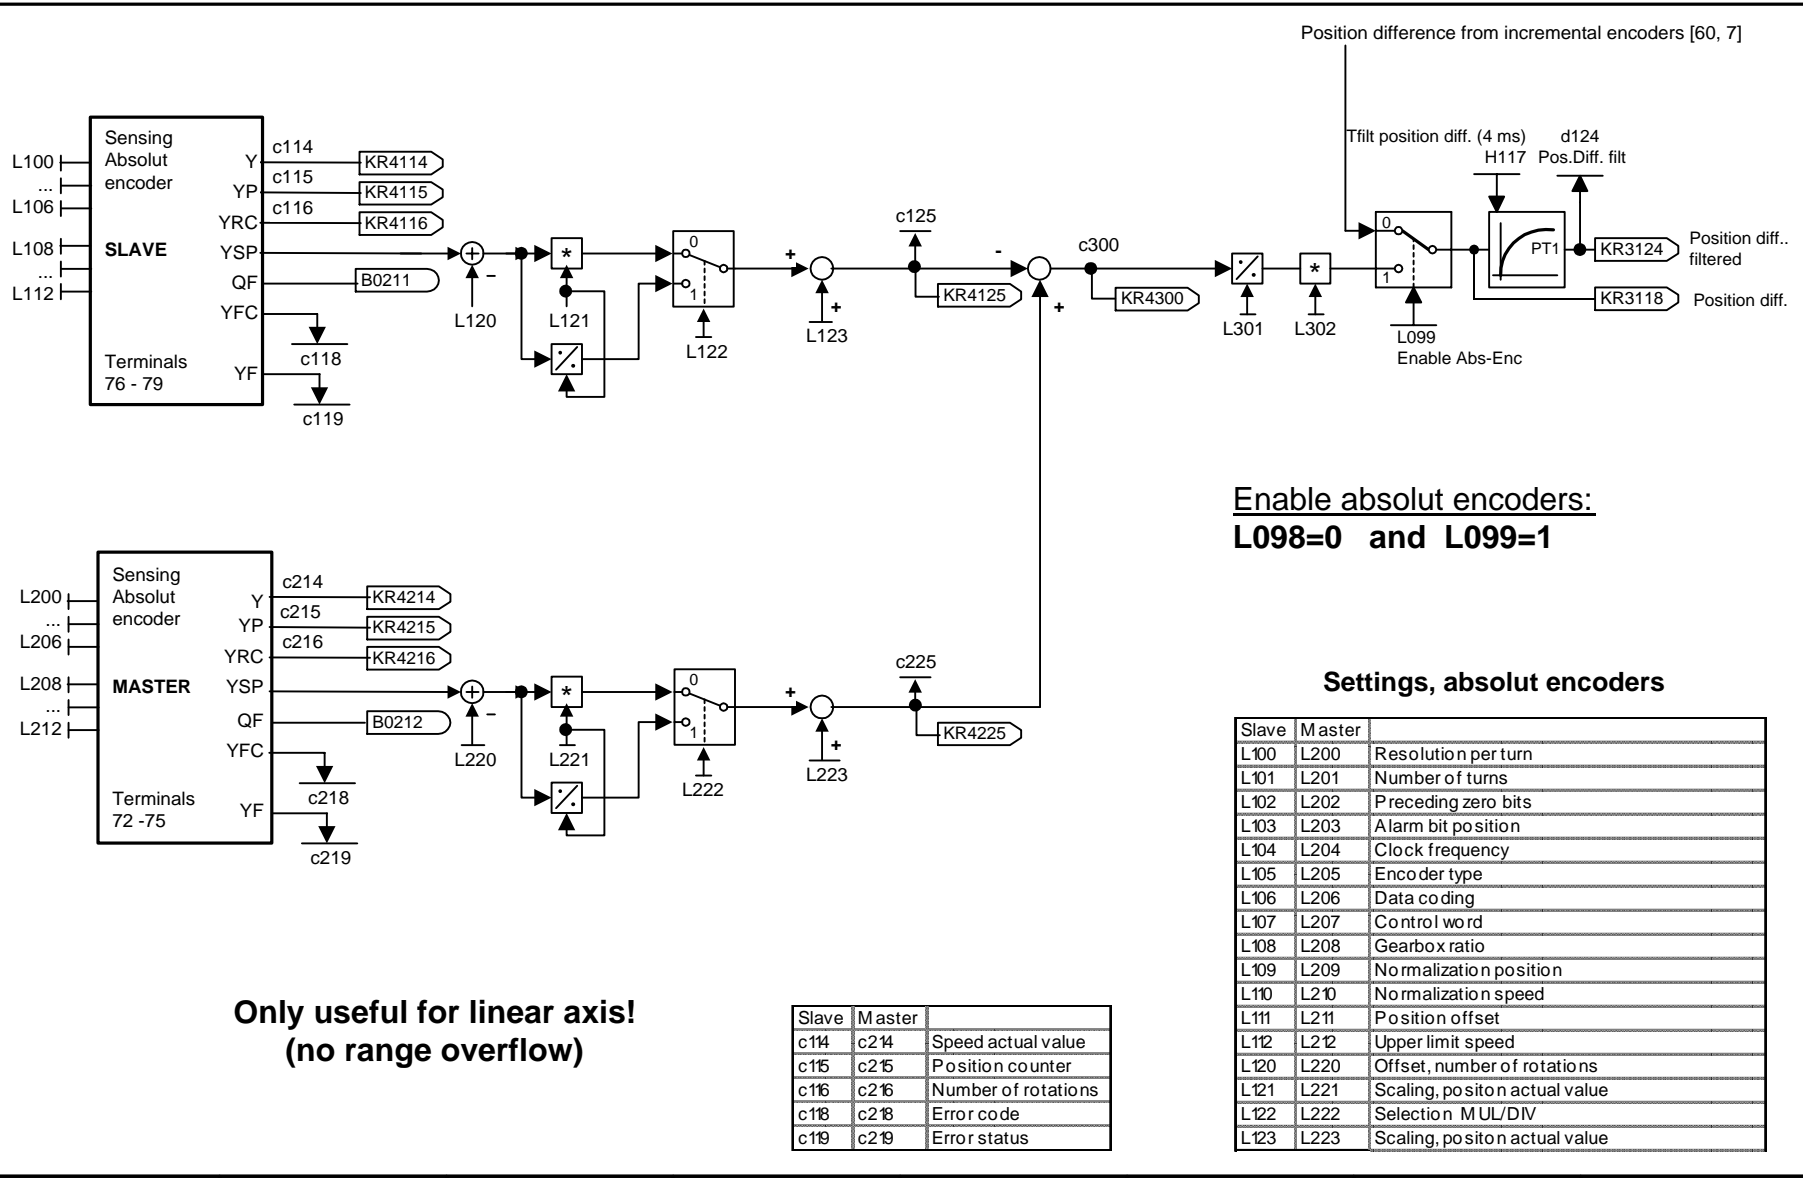 Position difference from incremental encoders [60, 7]
Tfilt position diff. (4 ms)
H117
d124
Pos.Diff. filt
Sensing
Absolut
encoder
SLAVE
Terminals
76 - 79
L100
...
L106
L108
...
L112
Y
YP
YRC
YSP
QF
YFC
YF
c114
KR4114
c115
KR4115
c116
KR4116
B0211
c118
c119
+
−
L120
*
L121
0
1
L122
+
+
L123
c125
KR4125
-
+
c300
KR4300
L301
*
L302
0
1
L099
Enable Abs-Enc
PT1
KR3124
Position diff..
filtered
KR3118
Position diff.
Enable absolut encoders:
L098=0 and L099=1
Sensing
Absolut
encoder
MASTER
Terminals
72 -75
L200
...
L206
L208
...
L212
Y
YP
YRC
YSP
QF
YFC
YF
c214
KR4214
c215
KR4215
c216
KR4216
B0212
c218
c219
+
−
L220
*
L221
0
1
L222
+
+
L223
c225
KR4225
Settings, absolut encoders
Slave Master
L100 L200 Resolution per turn
L101 L201 Number of turns
L102 L202 Preceding zero bits
L103 L203 Alarm bit position
L104 L204 Clock frequency
L105 L205 Encoder type
L106 L206 Data coding
L107 L207 Control word
L108 L208 Gearbox ratio
L109 L209 Normalization position
L110 L210 Normalization speed
L111 L211 Position offset
L112 L212 Upper limit speed
L120 L220 Offset, number of rotations
L121 L221 Scaling, positon actual value
L122 L222 Selection MUL/DIV
L123 L223 Scaling, positon actual value
Only useful for linear axis!
(no range overflow)
Slave Master
c114 c214 Speed actual value
c115 c215 Position counter
c116 c216 Number of rotations
c118 c218 Error code
c119 c219 Error status